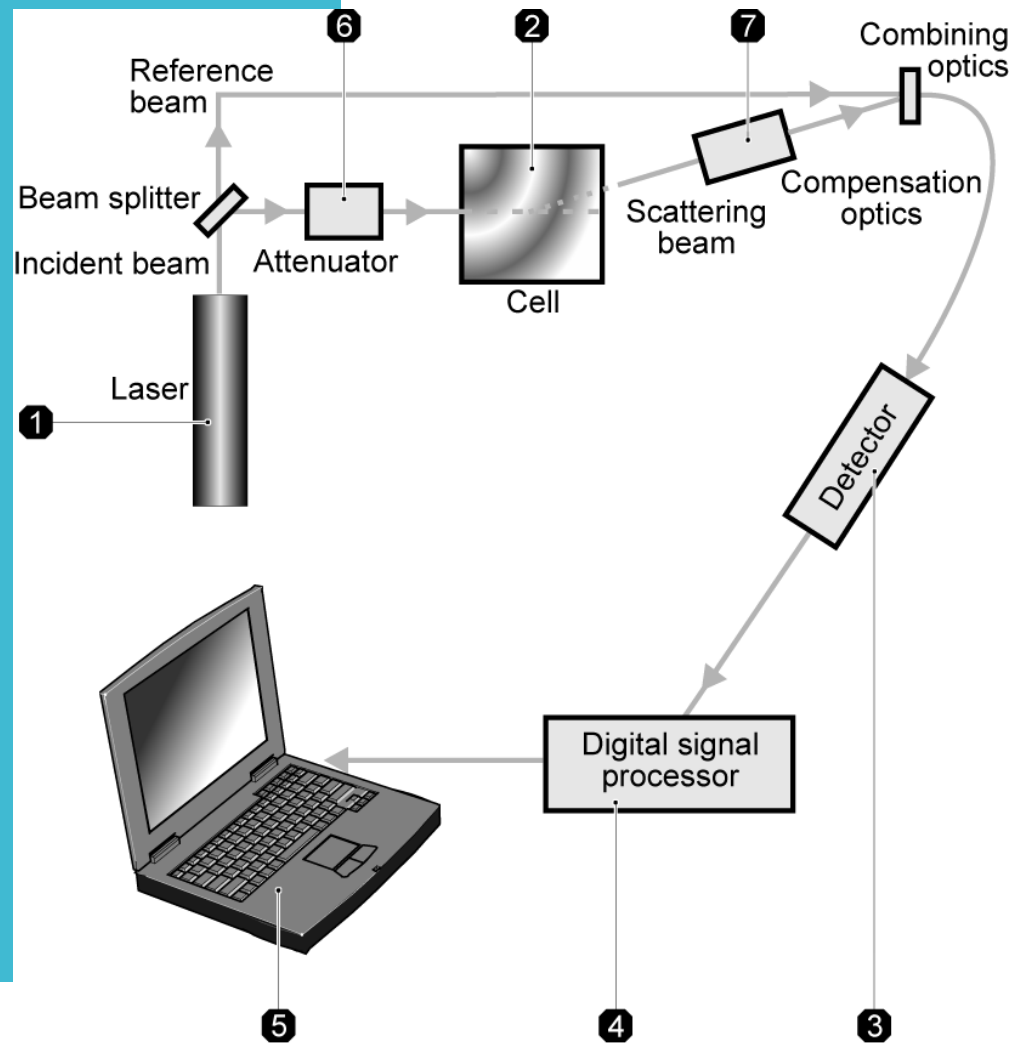 6
2
7
Combining
optics
Reference
beam
Beam splitter
Compensation
optics
Scattering
beam
Incident beam
Attenuator
Cell
Laser
1
Detector
Digital signal
processor
5
4
3